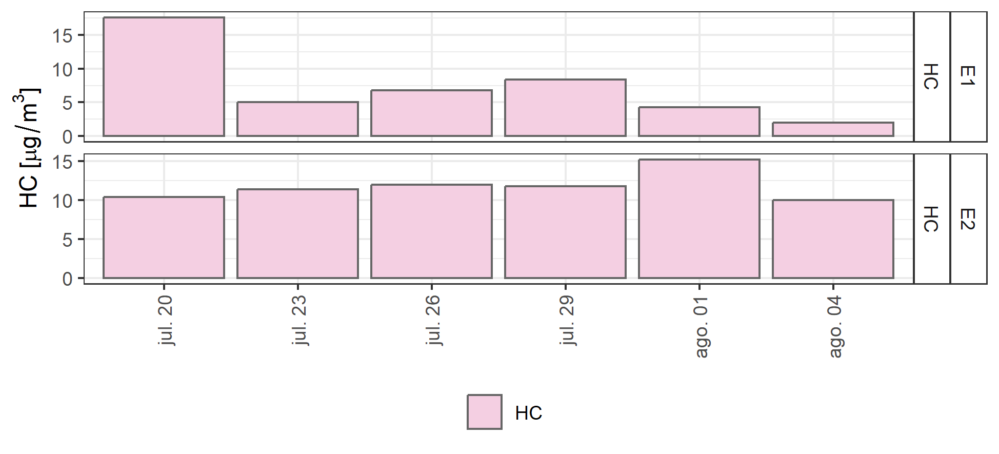 HC [μg/m³]
15
10
5
0
HC
E1
15
10
5
0
HC
E2
jul. 20
jul. 23
jul. 26
jul. 29
ago. 01
ago. 04
HC